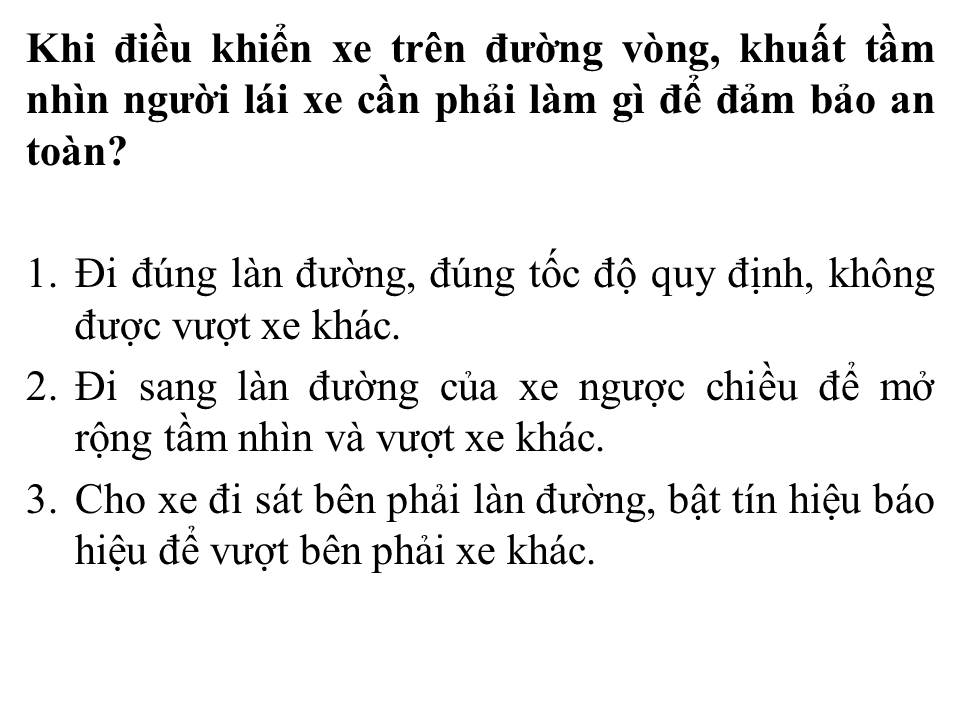 Khi điều khiển xe trên đường vòng, khuất tầm
nhìn người lái xe cần phải làm gì để đảm bảo an
toàn?
1. Đi đúng làn đường, đúng tốc độ quy định, không
được vượt xe khác.
2. Đi sang làn đường của xe ngược chiều để mở
rộng tầm nhìn và vượt xe khác.
3. Cho xe đi sát bên phải làn đường, bật tín hiệu báo
hiệu để vượt bên phải xe khác.